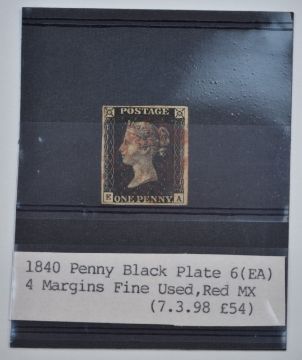 POSTAGE
E ONE PENNY A
1840 Penny Black Plate 6(EA)
4 Margins Fine Used,Red MX
(7.3.98 £54)